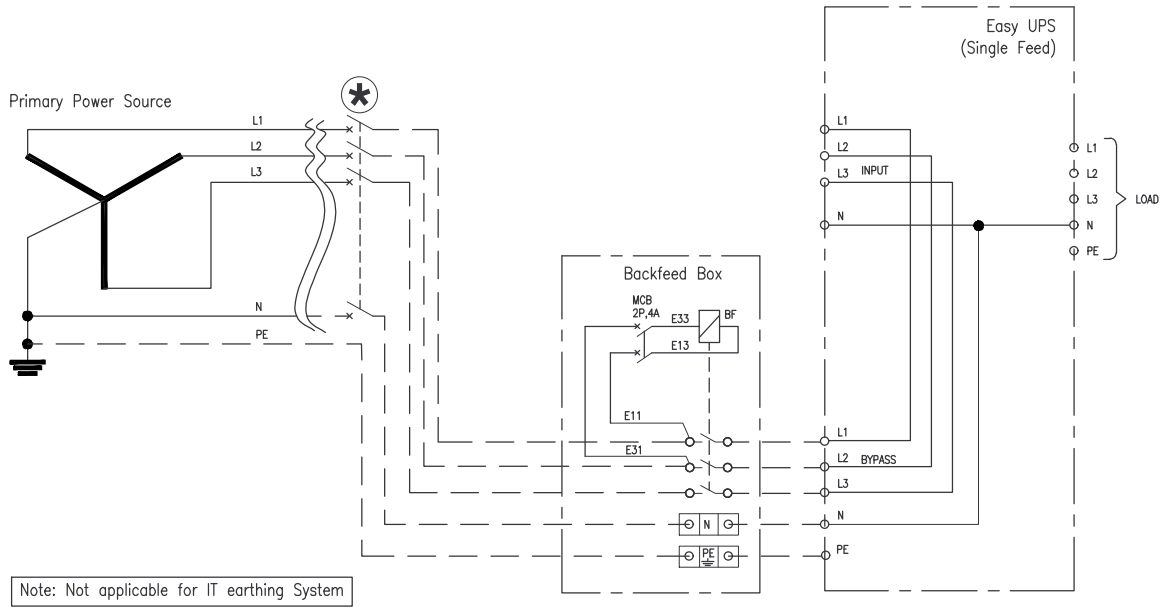 Easy UPS
(Single Feed)
Primary Power Source
L1
L2
L3
N
PE
L1
L2
L3
INPUT
N
L1
L2
L3
N
PE
LOAD
Backfeed Box
MCB
2P,4A
E33
BF
E13
E11
E31
L1
L2
BYPASS
L3
N
N
PE
PE
Note: Not applicable for IT earthing System